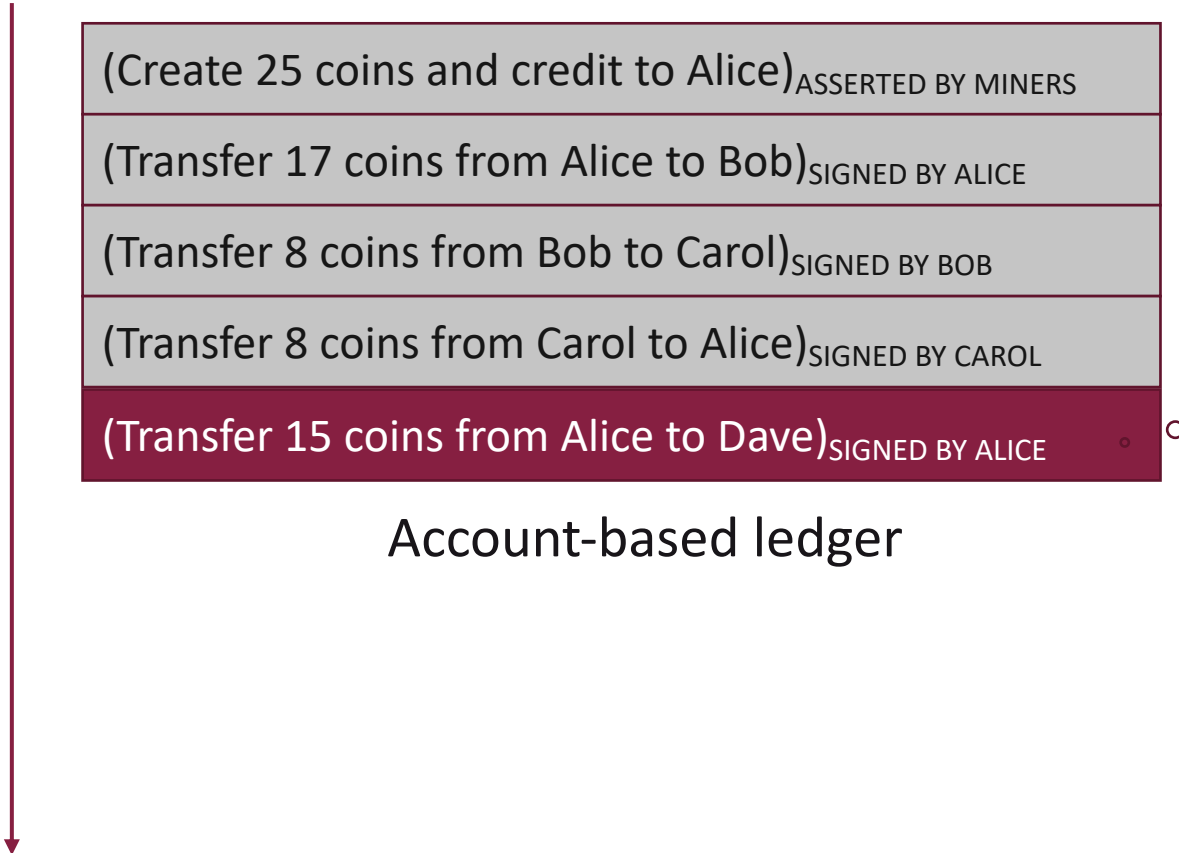 (Create 25 coins and credit to Alice)ASSERTED BY MINERS
(Transfer 17 coins from Alice to Bob)SIGNED BY ALICE
(Transfer 8 coins from Bob to Carol)SIGNED BY BOB
(Transfer 8 coins from Carol to Alice)SIGNED BY CAROL
(Transfer 15 coins from Alice to Dave)SIGNED BY ALICE
Account-based ledger